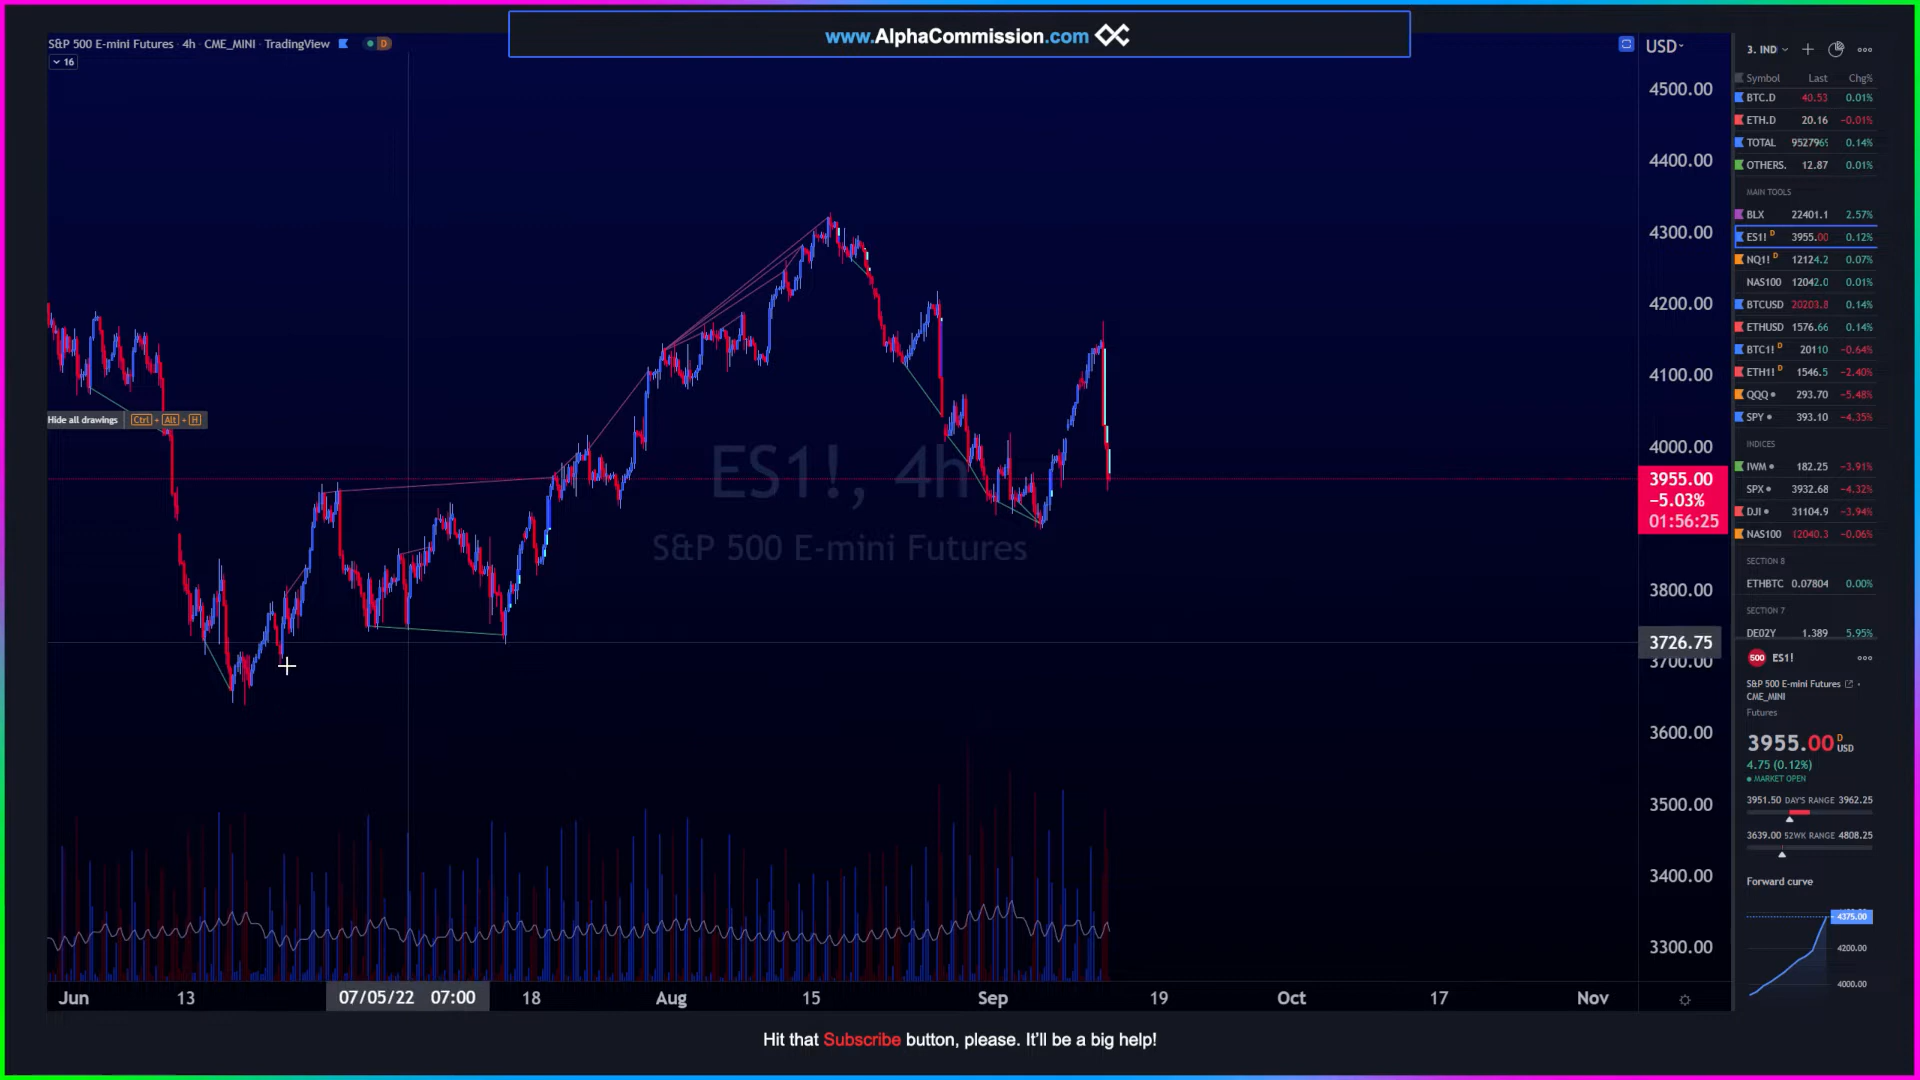 www.AlphaCommission.com
S&P 500 E-mini Futures · 4h · CME_MINI · TradingView D
16
USD
4500.00
4400.00
4300.00
4200.00
4100.00
4000.00
3955.00
-5.03%
01:56:25
3800.00
3726.75
3700.00
3600.00
3500.00
3400.00
3300.00
Hide all drawings Ctrl + Alt + H
ES1!, 4h
S&P 500 E-mini Futures
Jun 13 07/05/22 07:00 18 Aug 15 Sep 19 Oct 17 Nov
3. IND
Symbol Last Chg%
BTC.D 40.53 0.01%
ETH.D 20.16 -0.01%
TOTAL 952796 0.14%
OTHERS. 12.87 0.01%
MAIN TOOLS
BLX 22401.1 2.57%
ES1! D 3955.00 0.12%
NQ1! D 12124.2 0.07%
NAS100 12042.0 0.01%
BTCUSD 20203.8 0.14%
ETHUSD 1576.66 0.14%
BTC1! D 20110 -0.64%
ETH1! D 1546.5 -2.40%
QQQ 293.70 -5.48%
SPY 393.10 -4.35%
INDICES
IWM 182.25 -3.91%
SPX 3932.68 -4.32%
DJI 31104.9 -3.94%
NAS100 12040.3 -0.06%
SECTION 8
ETHBTC 0.07804 0.00%
SECTION 7
DE02Y 1.389 5.95%
500 ES1!
S&P 500 E-mini Futures
CME_MINI
Futures
3955.00 D USD
4.75 (0.12%)
MARKET OPEN
3951.50 DAY'S RANGE 3962.25
3639.00 52WK RANGE 4808.25
Forward curve
4375.00
4200.00
4000.00
Hit that Subscribe button, please. It'll be a big help!